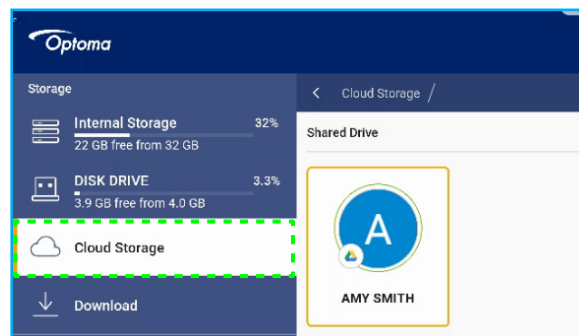 Optoma
Storage
Internal Storage 32%
22 GB free from 32 GB
DISK DRIVE 3.3%
3.9 GB free from 4.0 GB
Cloud Storage
Download
< Cloud Storage /
Shared Drive
A
AMY SMITH